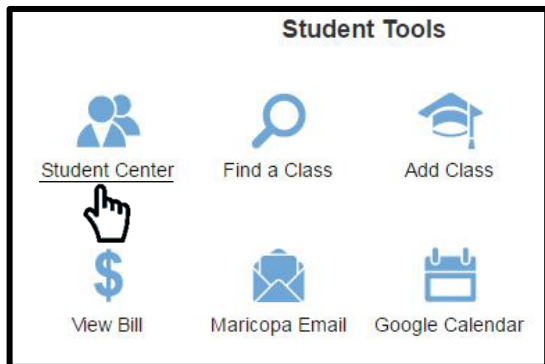 Student Tools
Student Center Find a Class Add Class
$
View Bill Maricopa Email Google Calendar